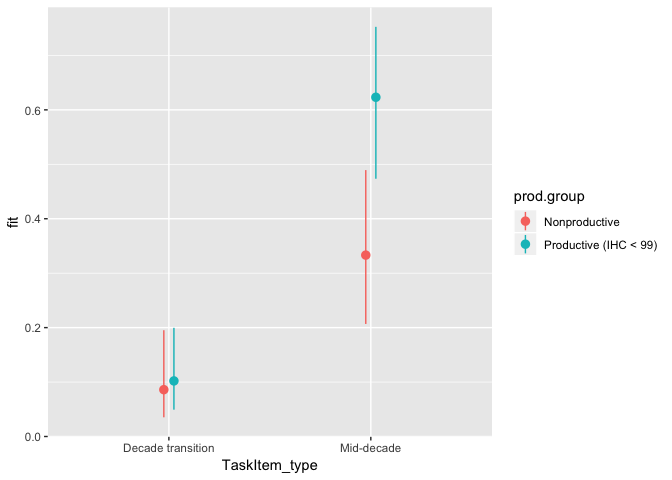 fit
0.6
0.4
0.2
0.0
Decade transition
Mid-decade
TaskItem_type
prod.group
Nonproductive
Productive (IHC < 99)